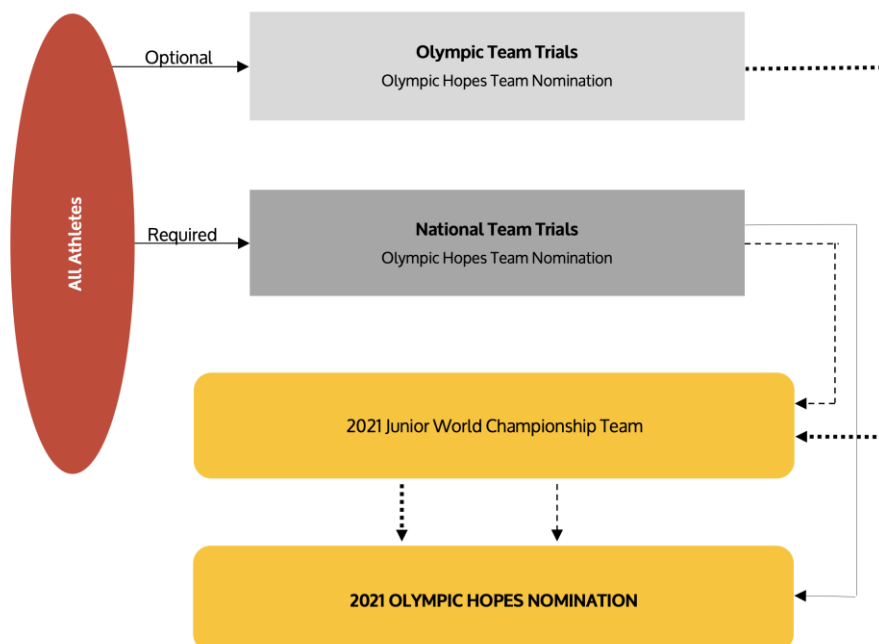 Optional
Olympic Team Trials
Olympic Hopes Team Nomination
All Athletes
Required
National Team Trials
Olympic Hopes Team Nomination
2021 Junior World Championship Team
2021 OLYMPIC HOPES NOMINATION